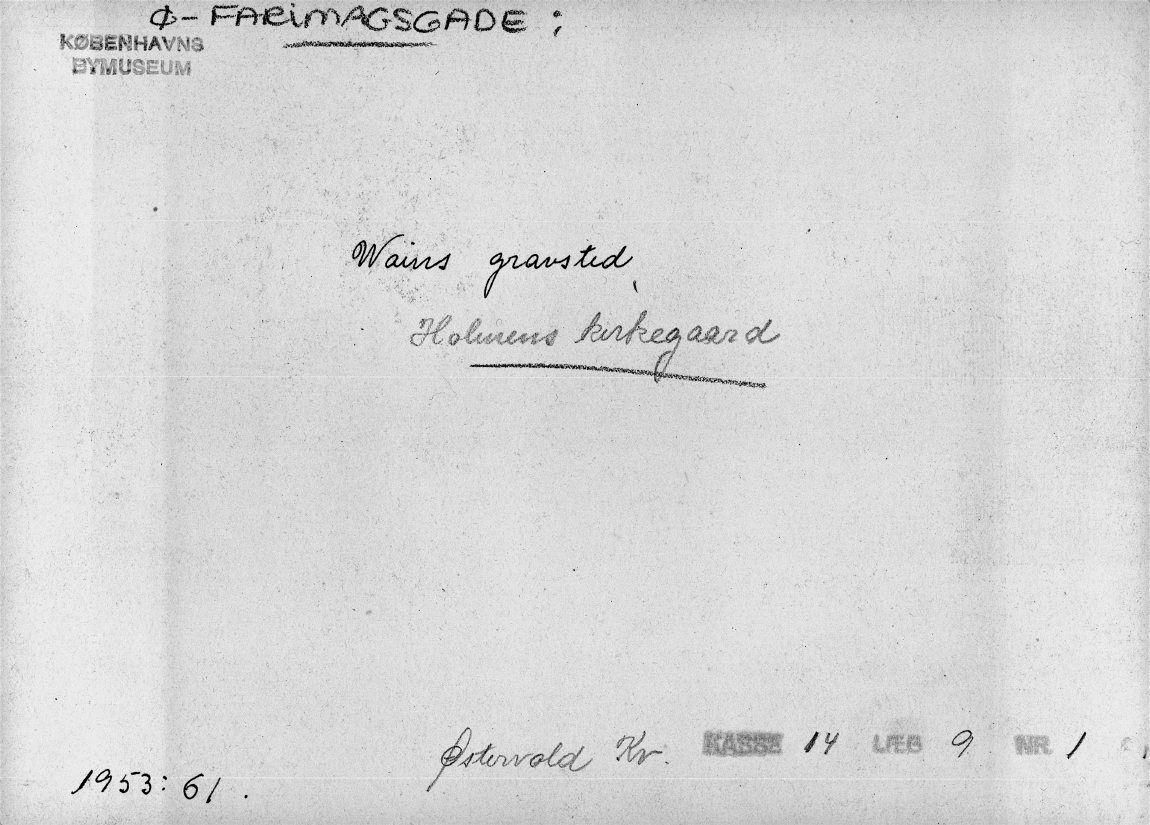 Ø-FARIMAGSGADE;
KØBENHAVNS
BYMUSEUM
Wains gravsted,
Holmens kirkegaard
Østervold Kv. KASSE 14 LÆG 9 NR 1
1953:61.